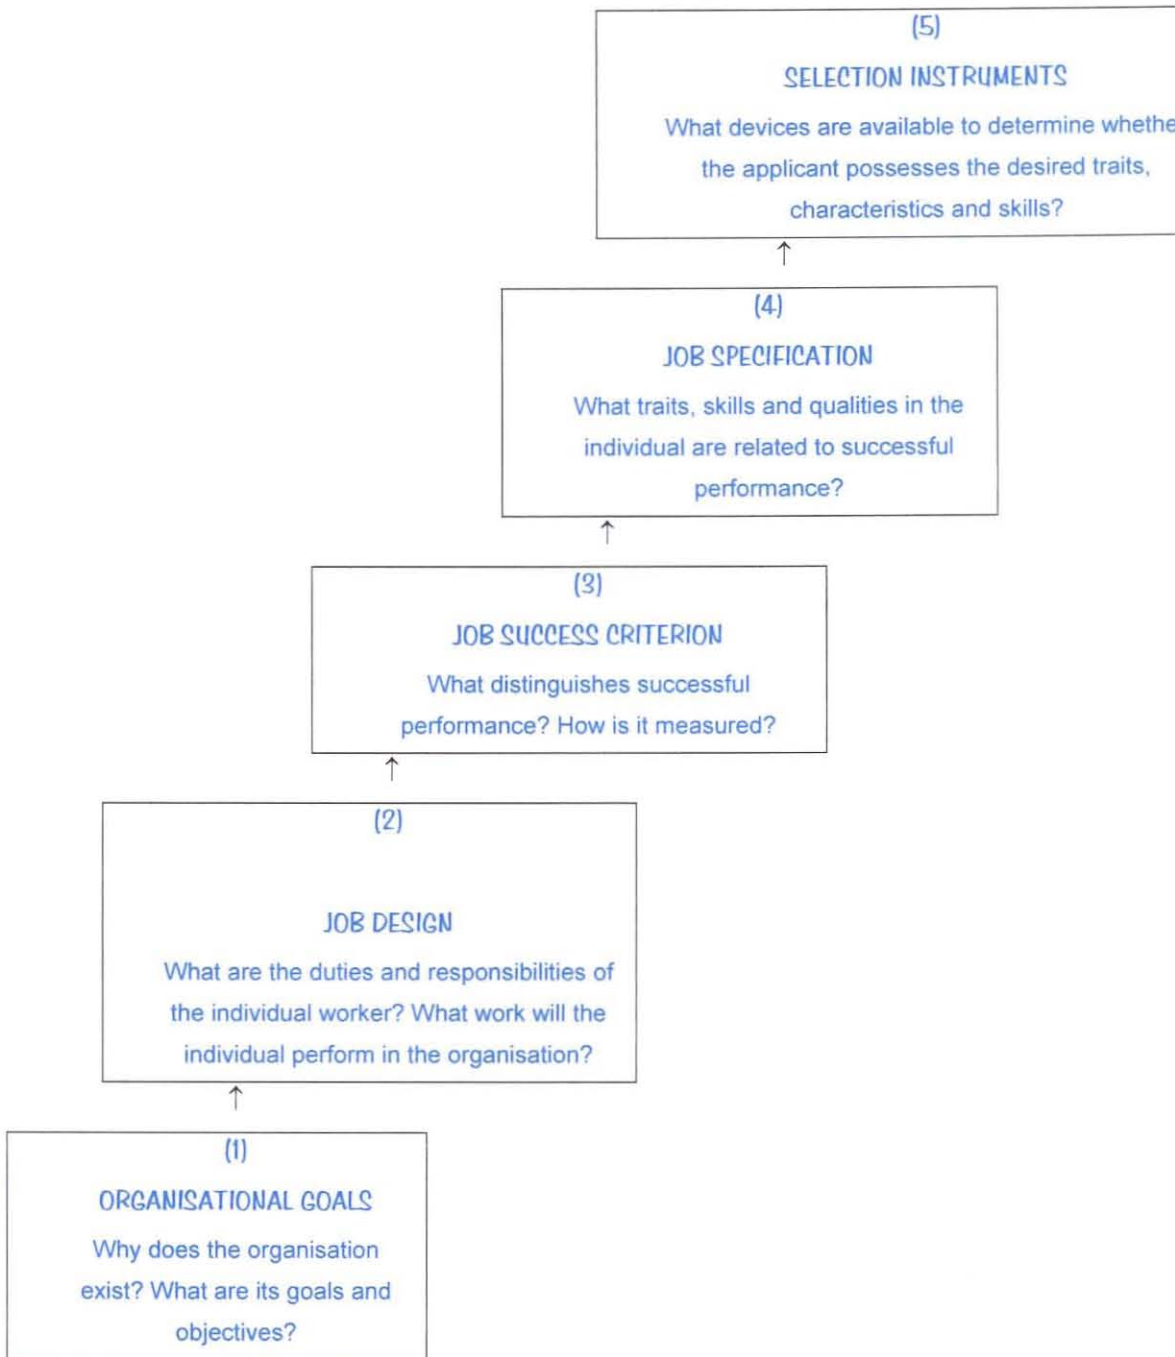 (5)
SELECTION INSTRUMENTS
What devices are available to determine whethe
the applicant possesses the desired traits,
characteristics and skills?
(4)
JOB SPECIFICATION
What traits, skills and qualities in the
individual are related to successful
performance?
(3)
JOB SUCCESS CRITERION
What distinguishes successful
performance? How is it measured?
(2)
JOB DESIGN
What are the duties and responsibilities of
the individual worker? What work will the
individual perform in the organisation?
(1)
ORGANISATIONAL GOALS
Why does the organisation
exist? What are its goals and
objectives?